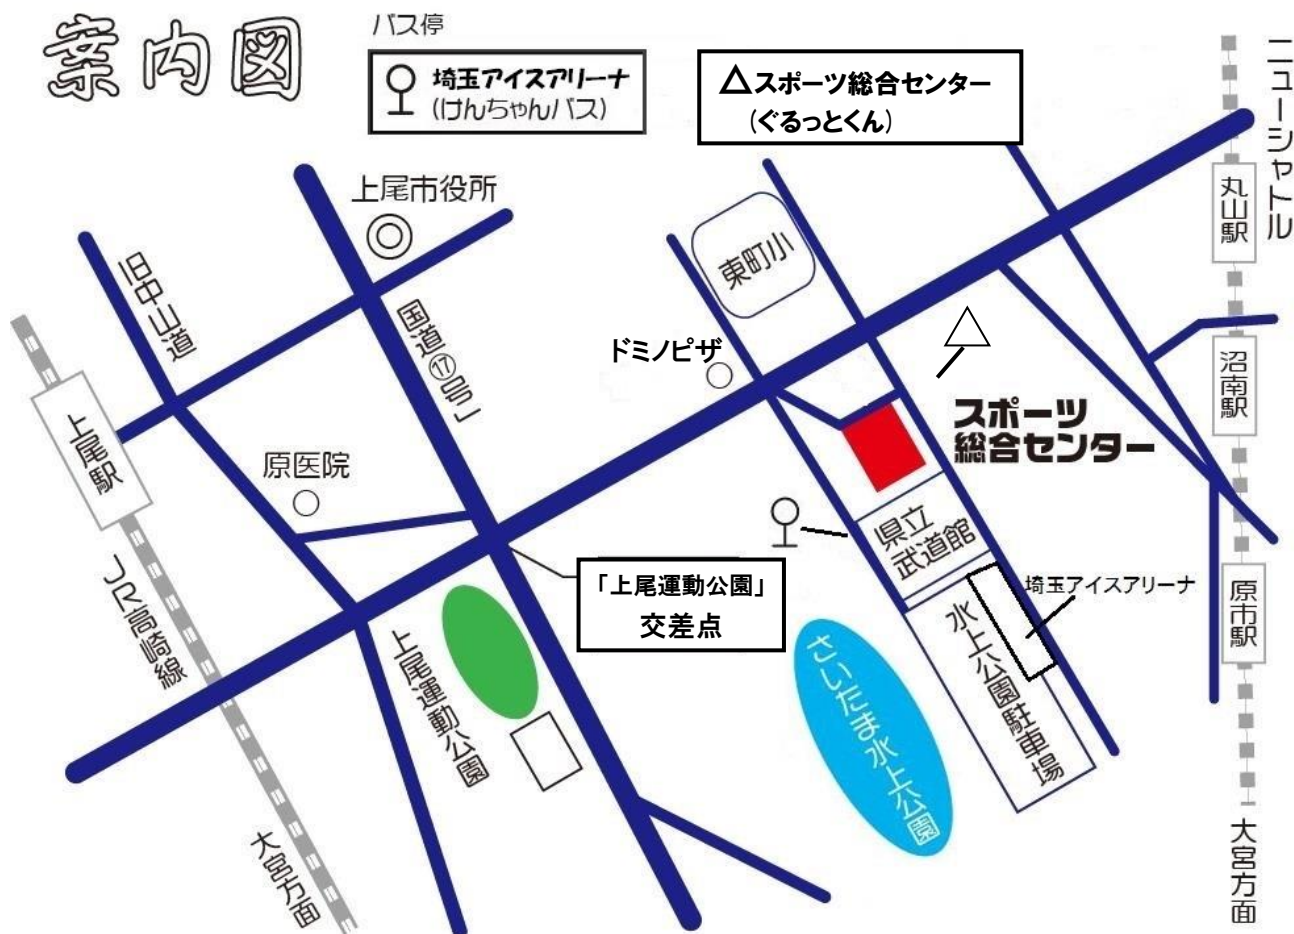 案内図
バス停
埼玉アイスアリーナ
(けんちゃんバス)
△スポーツ総合センター
(ぐるっとくん)
ニューシャトル
丸山駅
上尾市役所
東町小
旧中山道
国道⑰号
ドミノピザ
沼南駅
上尾駅
原医院
スポーツ
総合センター
県立
武道館
「上尾運動公園」
交差点
埼玉アイスアリーナ
原市駅
JR高崎線
上尾運動公園
さいたま水上公園
水上公園駐車場
大宮方面
大宮方面